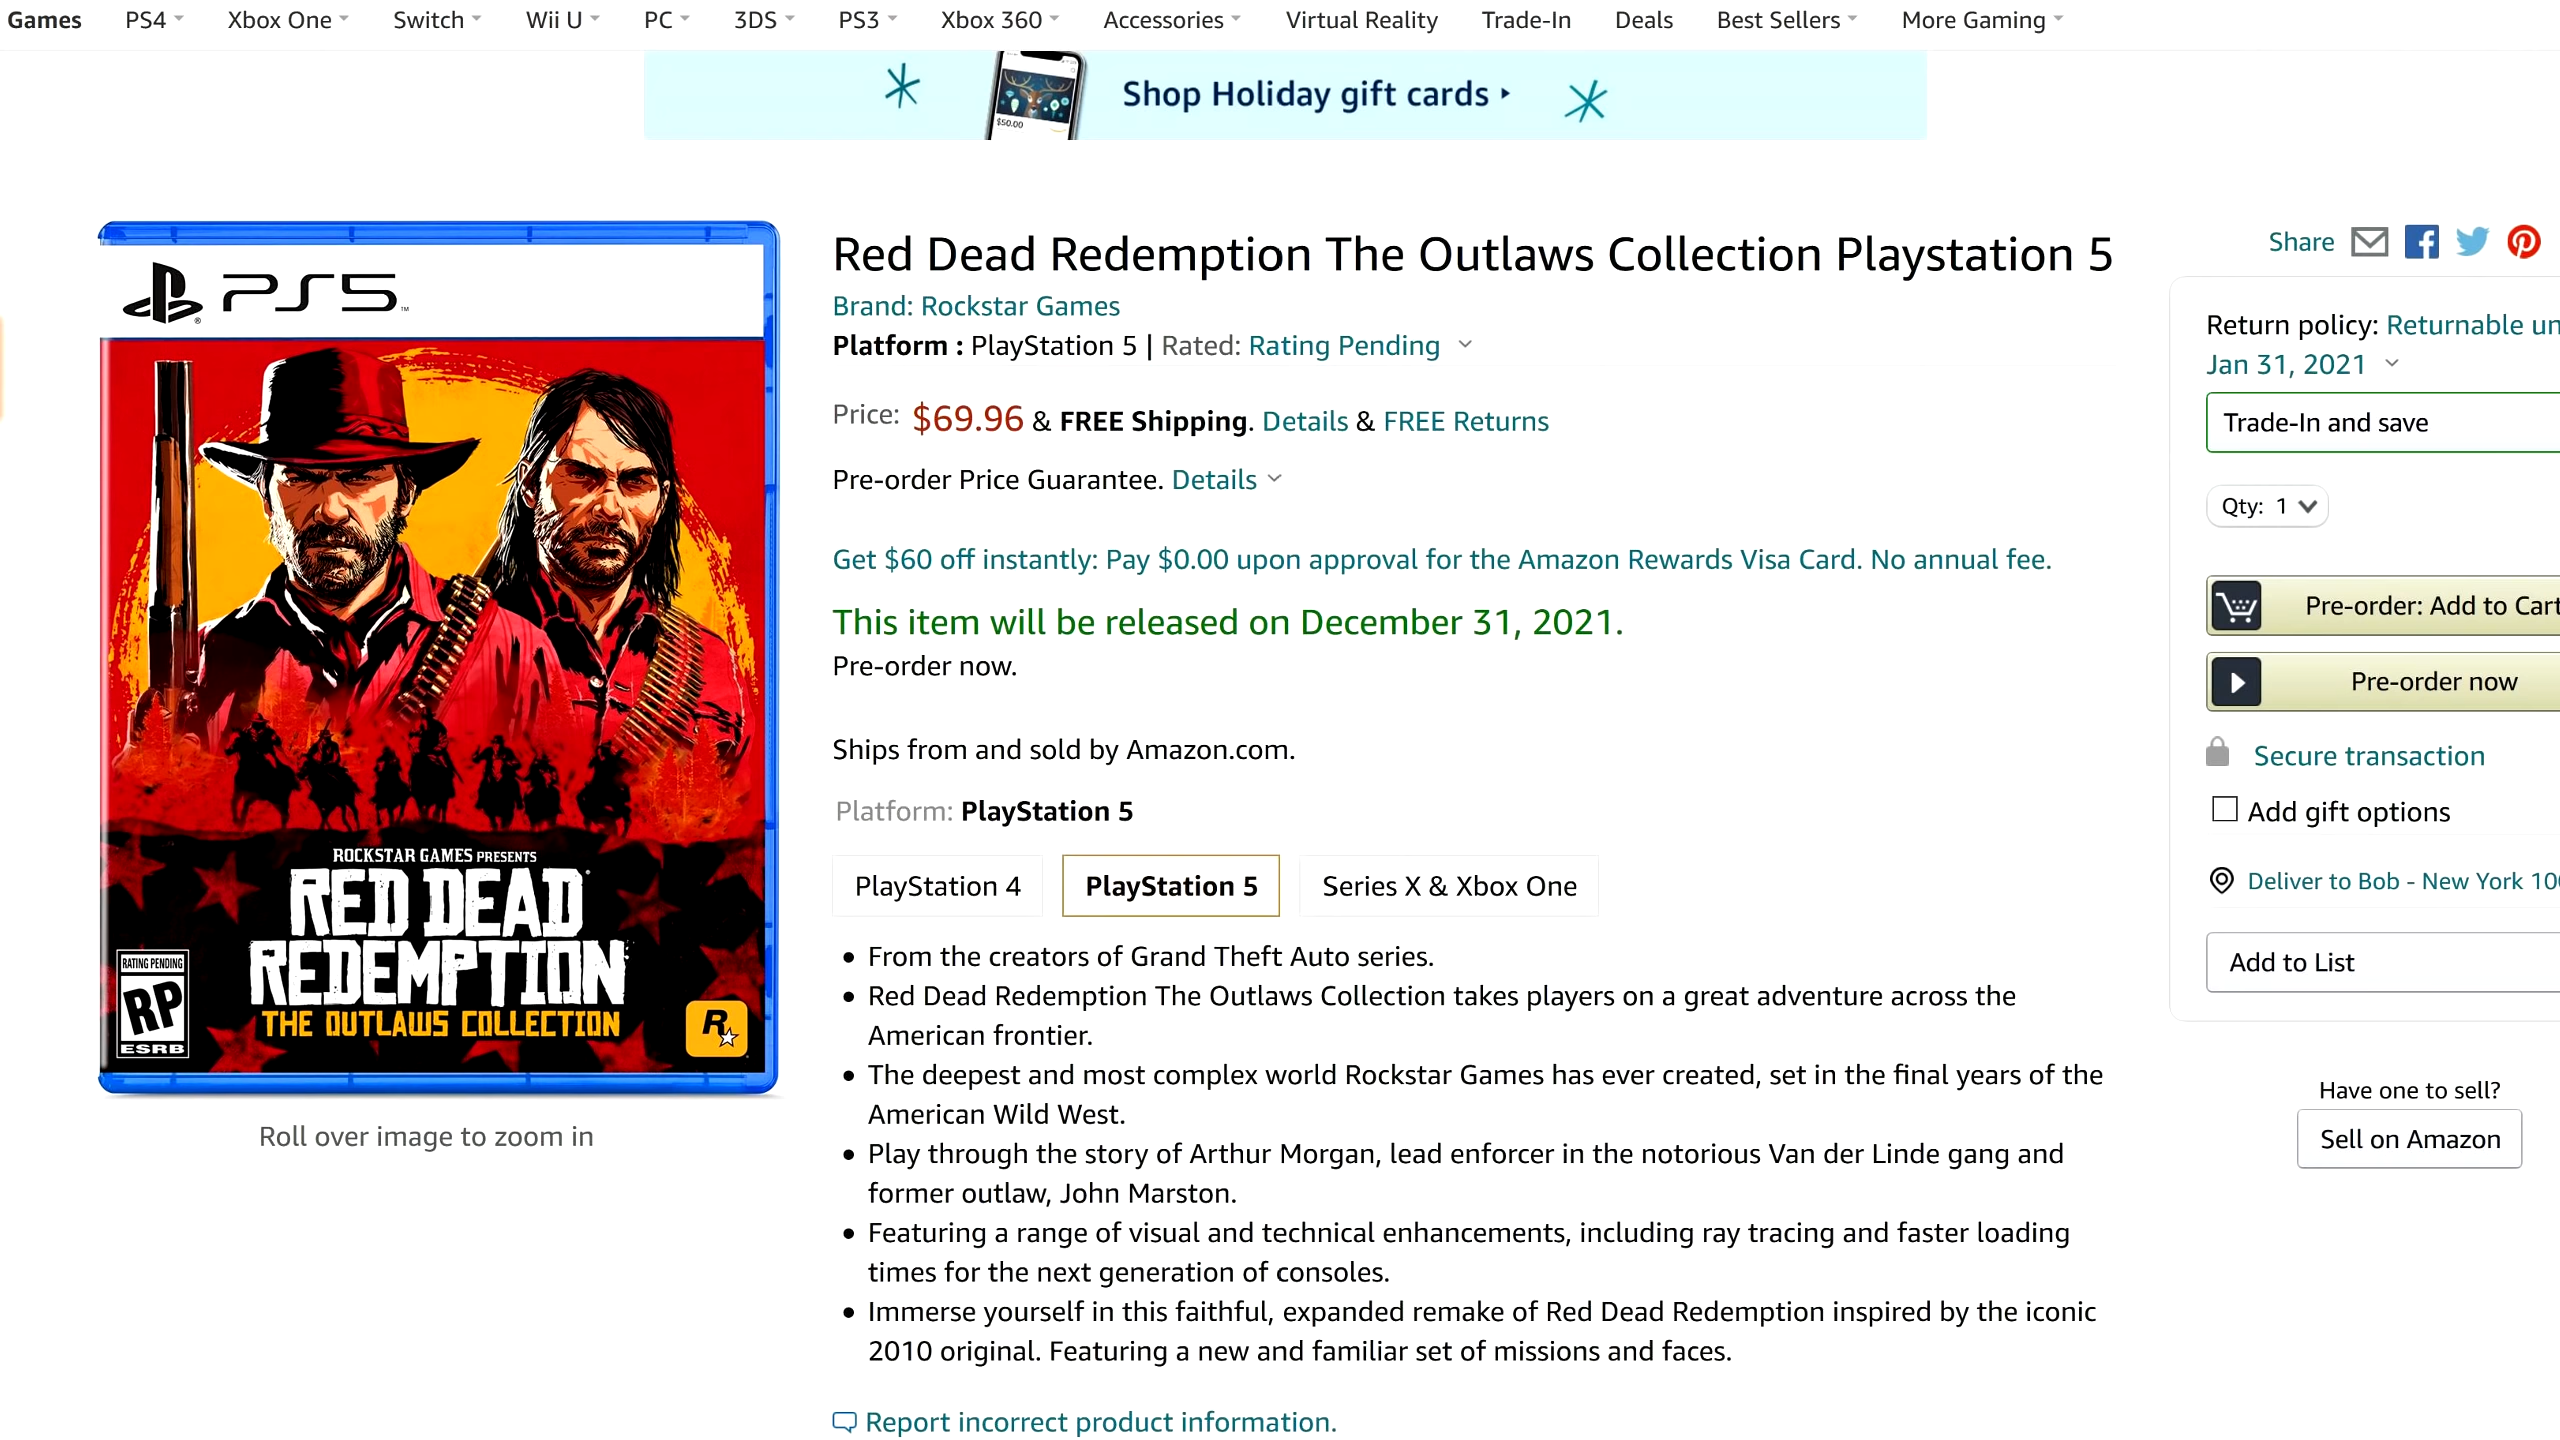 Games PS4 Xbox One Switch Wii U PC 3DS PS3 Xbox 360 Accessories Virtual Reality Trade-In Deals Best Sellers More Gaming
$50.00
Shop Holiday gift cards
PS5
ROCKSTAR GAMES PRESENTS
RED DEAD
REDEMPTION
THE OUTLAWS COLLECTION
RATING PENDING
RP
ESRB
R
Roll over image to zoom in
Red Dead Redemption The Outlaws Collection Playstation 5
Brand: Rockstar Games
Platform : PlayStation 5 | Rated: Rating Pending
Price: $69.96 & FREE Shipping. Details & FREE Returns
Pre-order Price Guarantee. Details
Get $60 off instantly: Pay $0.00 upon approval for the Amazon Rewards Visa Card. No annual fee.
This item will be released on December 31, 2021.
Pre-order now.
Ships from and sold by Amazon.com.
Platform: PlayStation 5
PlayStation 4 PlayStation 5 Series X & Xbox One
From the creators of Grand Theft Auto series.
Red Dead Redemption The Outlaws Collection takes players on a great adventure across the
American frontier.
The deepest and most complex world Rockstar Games has ever created, set in the final years of the
American Wild West.
Play through the story of Arthur Morgan, lead enforcer in the notorious Van der Linde gang and
former outlaw, John Marston.
Featuring a range of visual and technical enhancements, including ray tracing and faster loading
times for the next generation of consoles.
Immerse yourself in this faithful, expanded remake of Red Dead Redemption inspired by the iconic
2010 original. Featuring a new and familiar set of missions and faces.
Report incorrect product information.
Share
Return policy: Returnable un
Jan 31, 2021
Trade-In and save
Qty: 1
Pre-order: Add to Cart
Pre-order now
Secure transaction
Add gift options
Deliver to Bob - New York 10
Add to List
Have one to sell?
Sell on Amazon